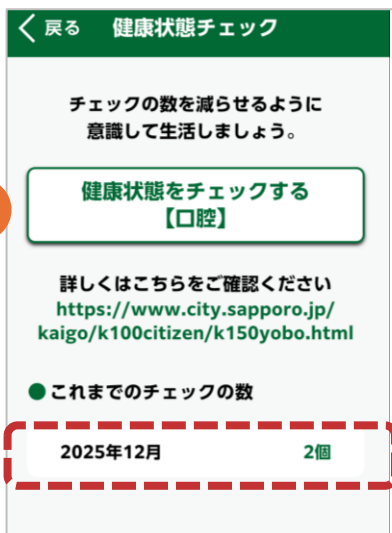 戻る 健康状態チェック
チェックの数を減らせるように
意識して生活しましょう。
健康状態をチェックする
【口腔】
詳しくはこちらをご確認ください
https://www.city.sapporo.jp/
kaigo/k100citizen/k150yobo.html
●これまでのチェックの数
2025年12月 2個